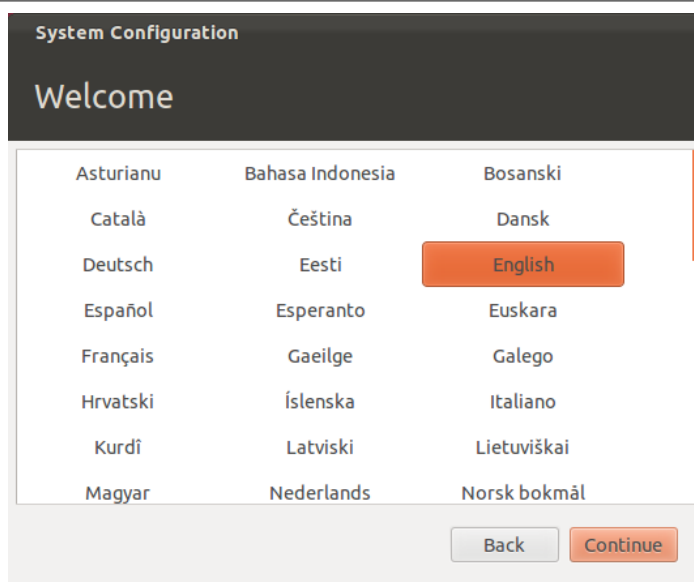 System Configuration
Welcome
Asturianu Bahasa Indonesia Bosanski
Català Čeština Dansk
Deutsch Eesti English
Español Esperanto Euskara
Français Gaeilge Galego
Hrvatski Íslenska Italiano
Kurdî Latviski Lietuviškai
Magyar Nederlands Norsk bokmål
Back Continue